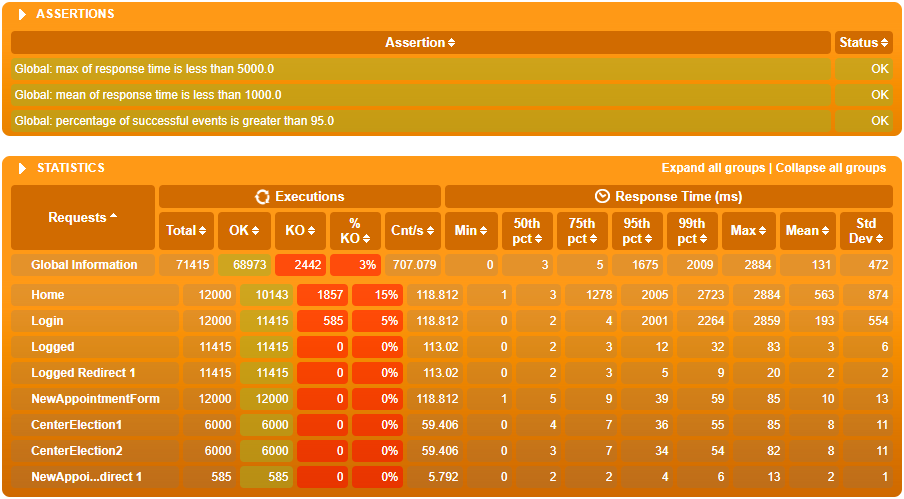 ASSERTIONS
Assertion Status
Global: max of response time is less than 5000.0 OK
Global: mean of response time is less than 1000.0 OK
Global: percentage of successful events is greater than 95.0 OK
STATISTICS Expand all groups | Collapse all groups
Requests Executions Response Time (ms)
Total OK KO % KO Cnt/s Min 50th pct 75th pct 95th pct 99th pct Max Mean Std Dev
Global Information 71415 68973 2442 3% 707.079 0 3 5 1675 2009 2884 131 472
Home 12000 10143 1857 15% 118.812 1 3 1278 2005 2723 2884 563 874
Login 12000 11415 585 5% 118.812 0 2 4 2001 2264 2859 193 554
Logged 11415 11415 0 0% 113.02 0 2 3 12 32 83 3 6
Logged Redirect 1 11415 11415 0 0% 113.02 0 2 3 5 9 20 2 2
NewAppointmentForm 12000 12000 0 0% 118.812 1 5 9 39 59 85 10 13
CenterElection1 6000 6000 0 0% 59.406 0 4 7 36 55 85 8 11
CenterElection2 6000 6000 0 0% 59.406 0 3 7 34 54 82 8 11
NewAppoi...direct 1 585 585 0 0% 5.792 0 2 2 4 6 13 2 1